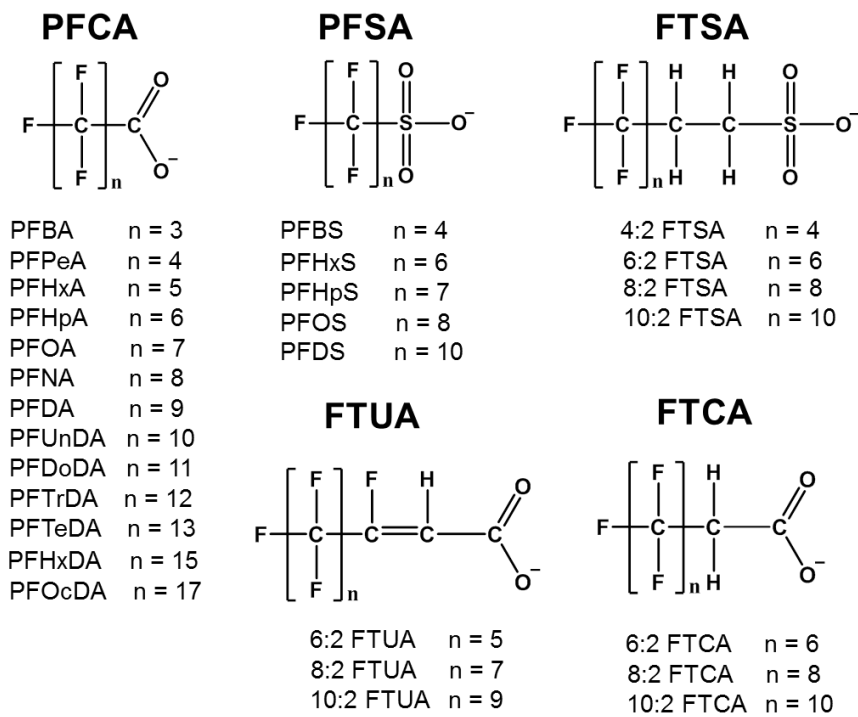 PFCA
F F F C n C O O–
PFBA n = 3
PFPeA n = 4
PFHxA n = 5
PFHpA n = 6
PFOA n = 7
PFNA n = 8
PFDA n = 9
PFUnDA n = 10
PFDoDA n = 11
PFTrDA n = 12
PFTeDA n = 13
PFHxDA n = 15
PFOcDA n = 17
PFSA
F F F C n S O O O–
PFBS n = 4
PFHxS n = 6
PFHpS n = 7
PFOS n = 8
PFDS n = 10
FTSA
F F F C n H H C C H H S O O O–
4:2 FTSA n = 4
6:2 FTSA n = 6
8:2 FTSA n = 8
10:2 FTSA n = 10
FTUA
F F F C n F C H C C O O–
6:2 FTUA n = 5
8:2 FTUA n = 7
10:2 FTUA n = 9
FTCA
F F F C n H C H C O O–
6:2 FTCA n = 6
8:2 FTCA n = 8
10:2 FTCA n = 10